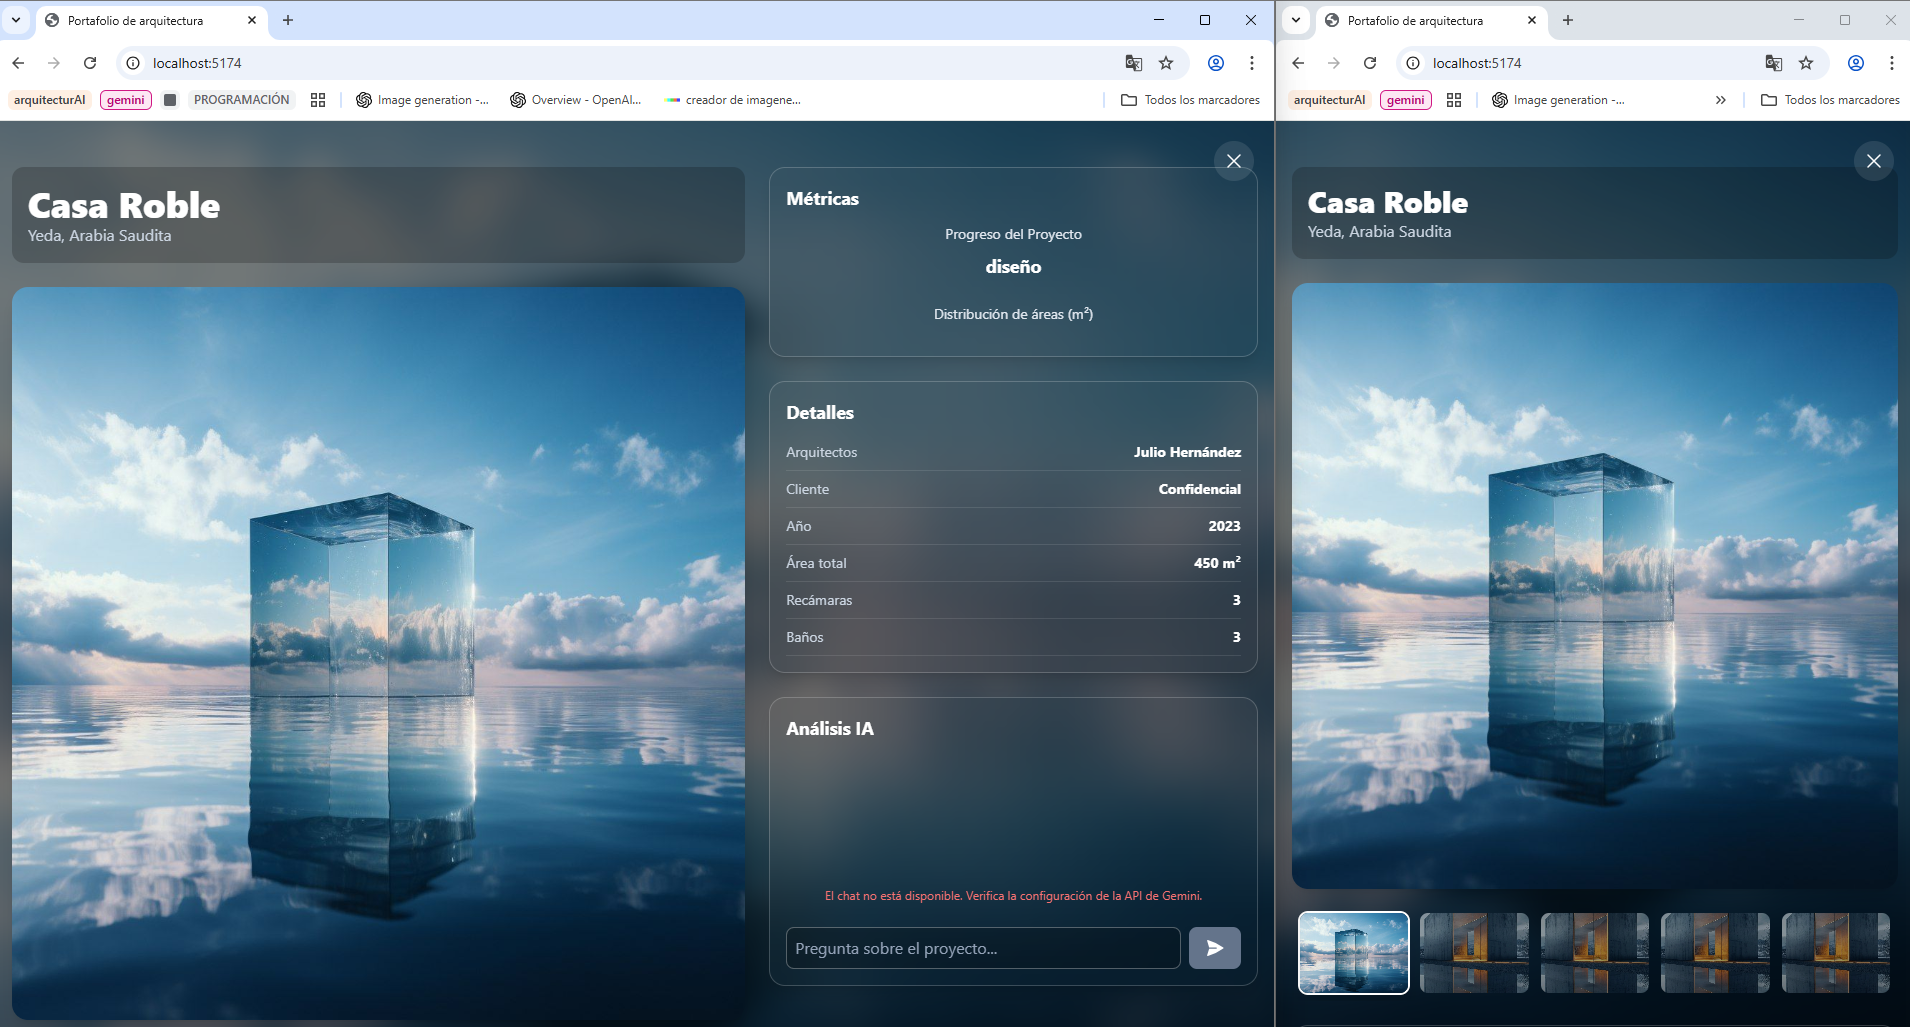 Portafolio de arquitectura
localhost:5174
arquitecturAI
gemini
PROGRAMACIÓN
Image generation -...
Overview - OpenAI...
creador de imagene...
Todos los marcadores
Casa Roble
Yeda, Arabia Saudita
Métricas
Progreso del Proyecto
diseño
Distribución de áreas (m²)
Detalles
Arquitectos Julio Hernández
Cliente Confidencial
Año 2023
Área total 450 m²
Recámaras 3
Baños 3
Análisis IA
El chat no está disponible. Verifica la configuración de la API de Gemini.
Pregunta sobre el proyecto...
Portafolio de arquitectura
localhost:5174
arquitecturAI
gemini
Image generation -...
Todos los marcadores
Casa Roble
Yeda, Arabia Saudita